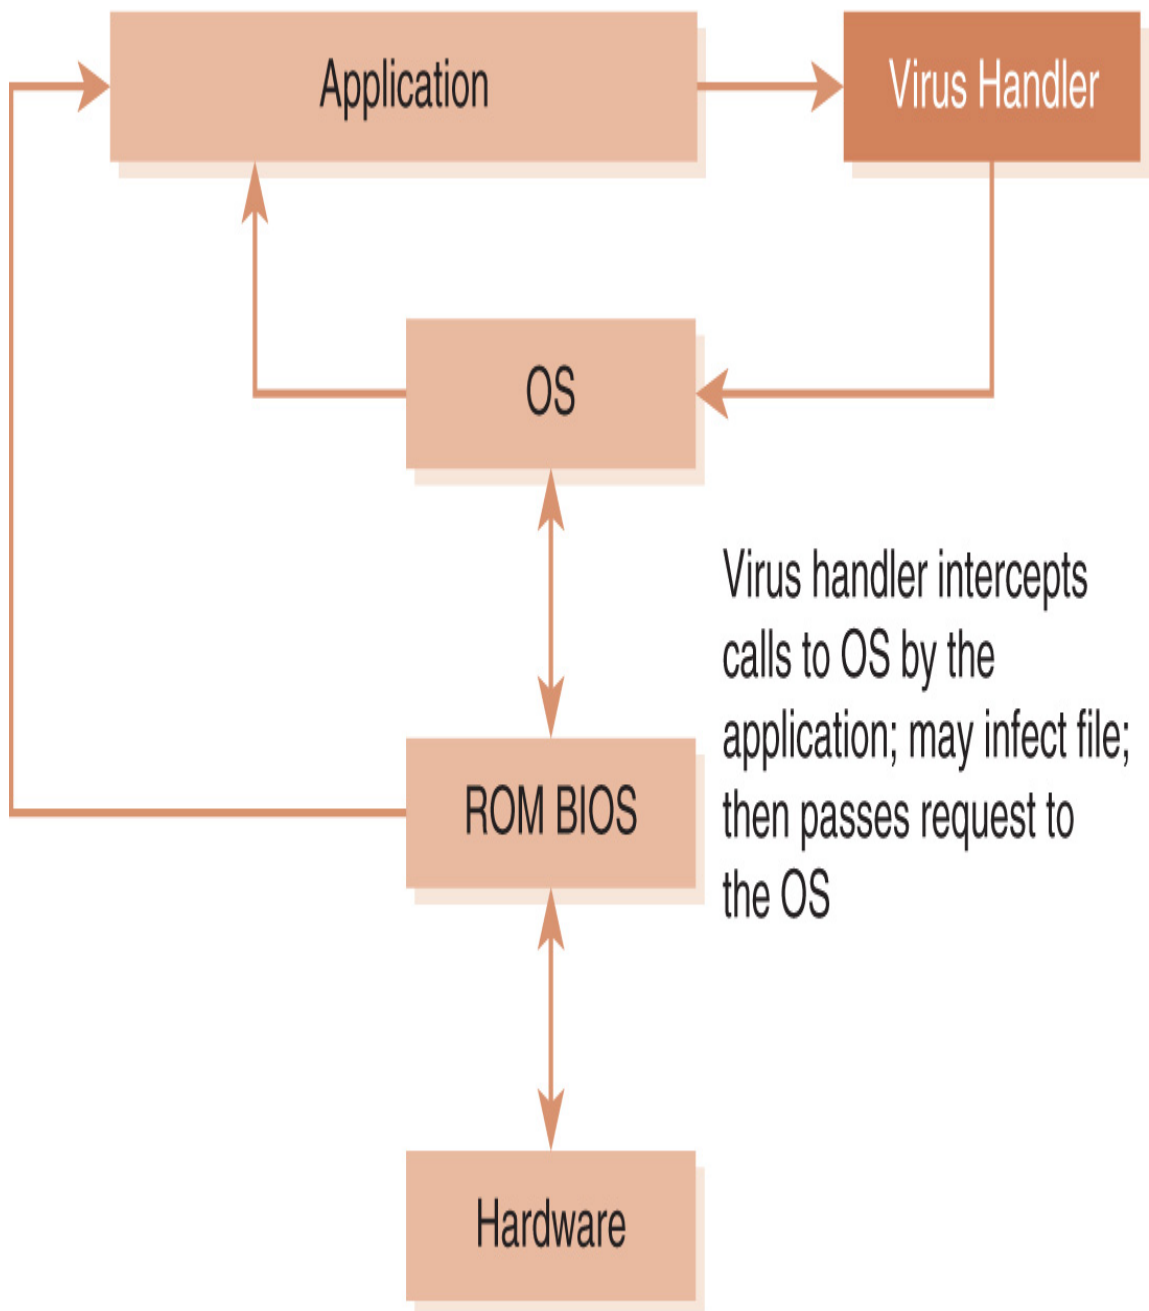 Application
Virus Handler
OS
Virus handler intercepts
calls to OS by the
application; may infect file;
then passes request to
the OS
ROM BIOS
Hardware